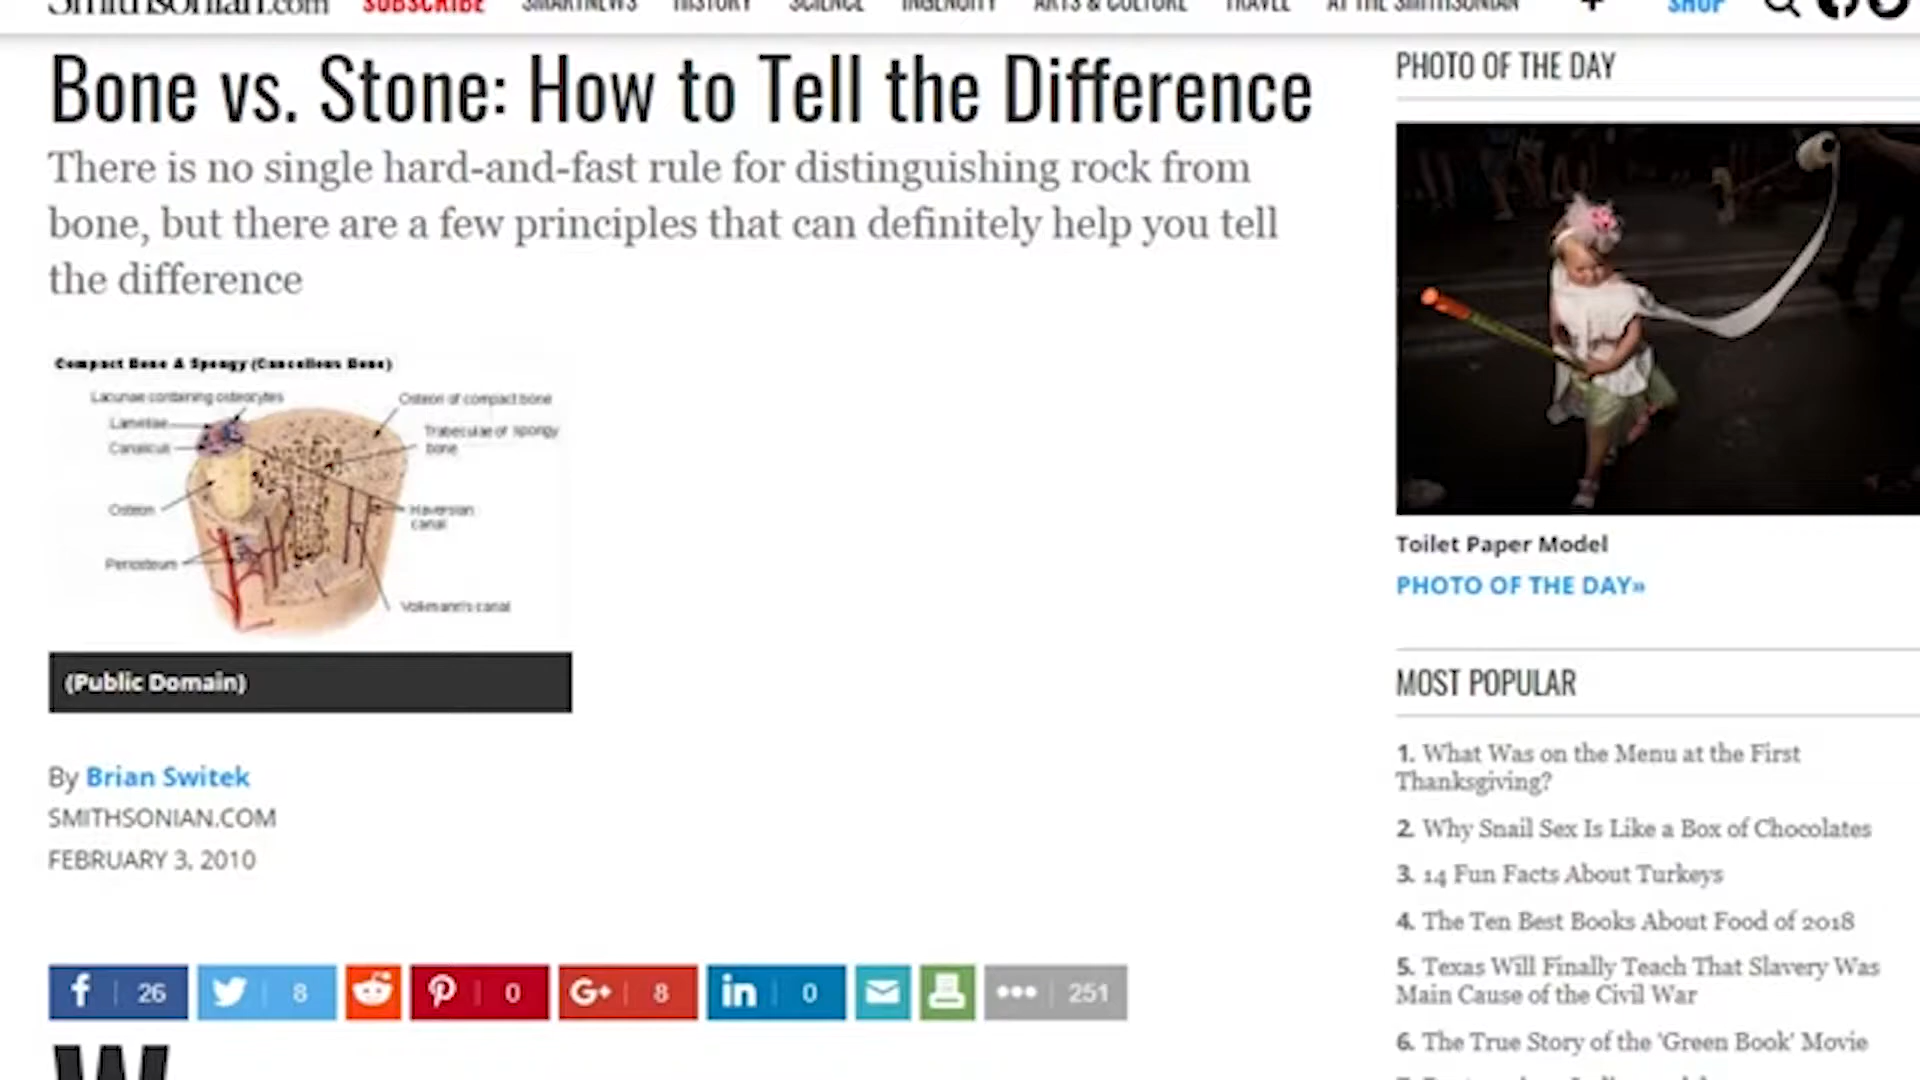 Smithsonian.com SUBSCRIBE SMARTNEWS HISTORY SCIENCE INGENUITY ARTS & CULTURE TRAVEL AT THE SMITHSONIAN + SHOP
Bone vs. Stone: How to Tell the Difference
There is no single hard-and-fast rule for distinguishing rock from
bone, but there are a few principles that can definitely help you tell
the difference
Compact Bone & Spongy (Cancellous Bone)
Lacunae containing osteocytes
Lamellae
Canaliculi
Osteon
Periosteum
Osteon of compact bone
Trabeculae of spongy
bone
Haversian
canal
Volkmann's canal
(Public Domain)
By Brian Switek
SMITHSONIAN.COM
FEBRUARY 3, 2010
26 8 0 G+ 8 in 0 251
W
PHOTO OF THE DAY
Toilet Paper Model
PHOTO OF THE DAY»
MOST POPULAR
1. What Was on the Menu at the First
Thanksgiving?
2. Why Snail Sex Is Like a Box of Chocolates
3. 14 Fun Facts About Turkeys
4. The Ten Best Books About Food of 2018
5. Texas Will Finally Teach That Slavery Was
Main Cause of the Civil War
6. The True Story of the 'Green Book' Movie